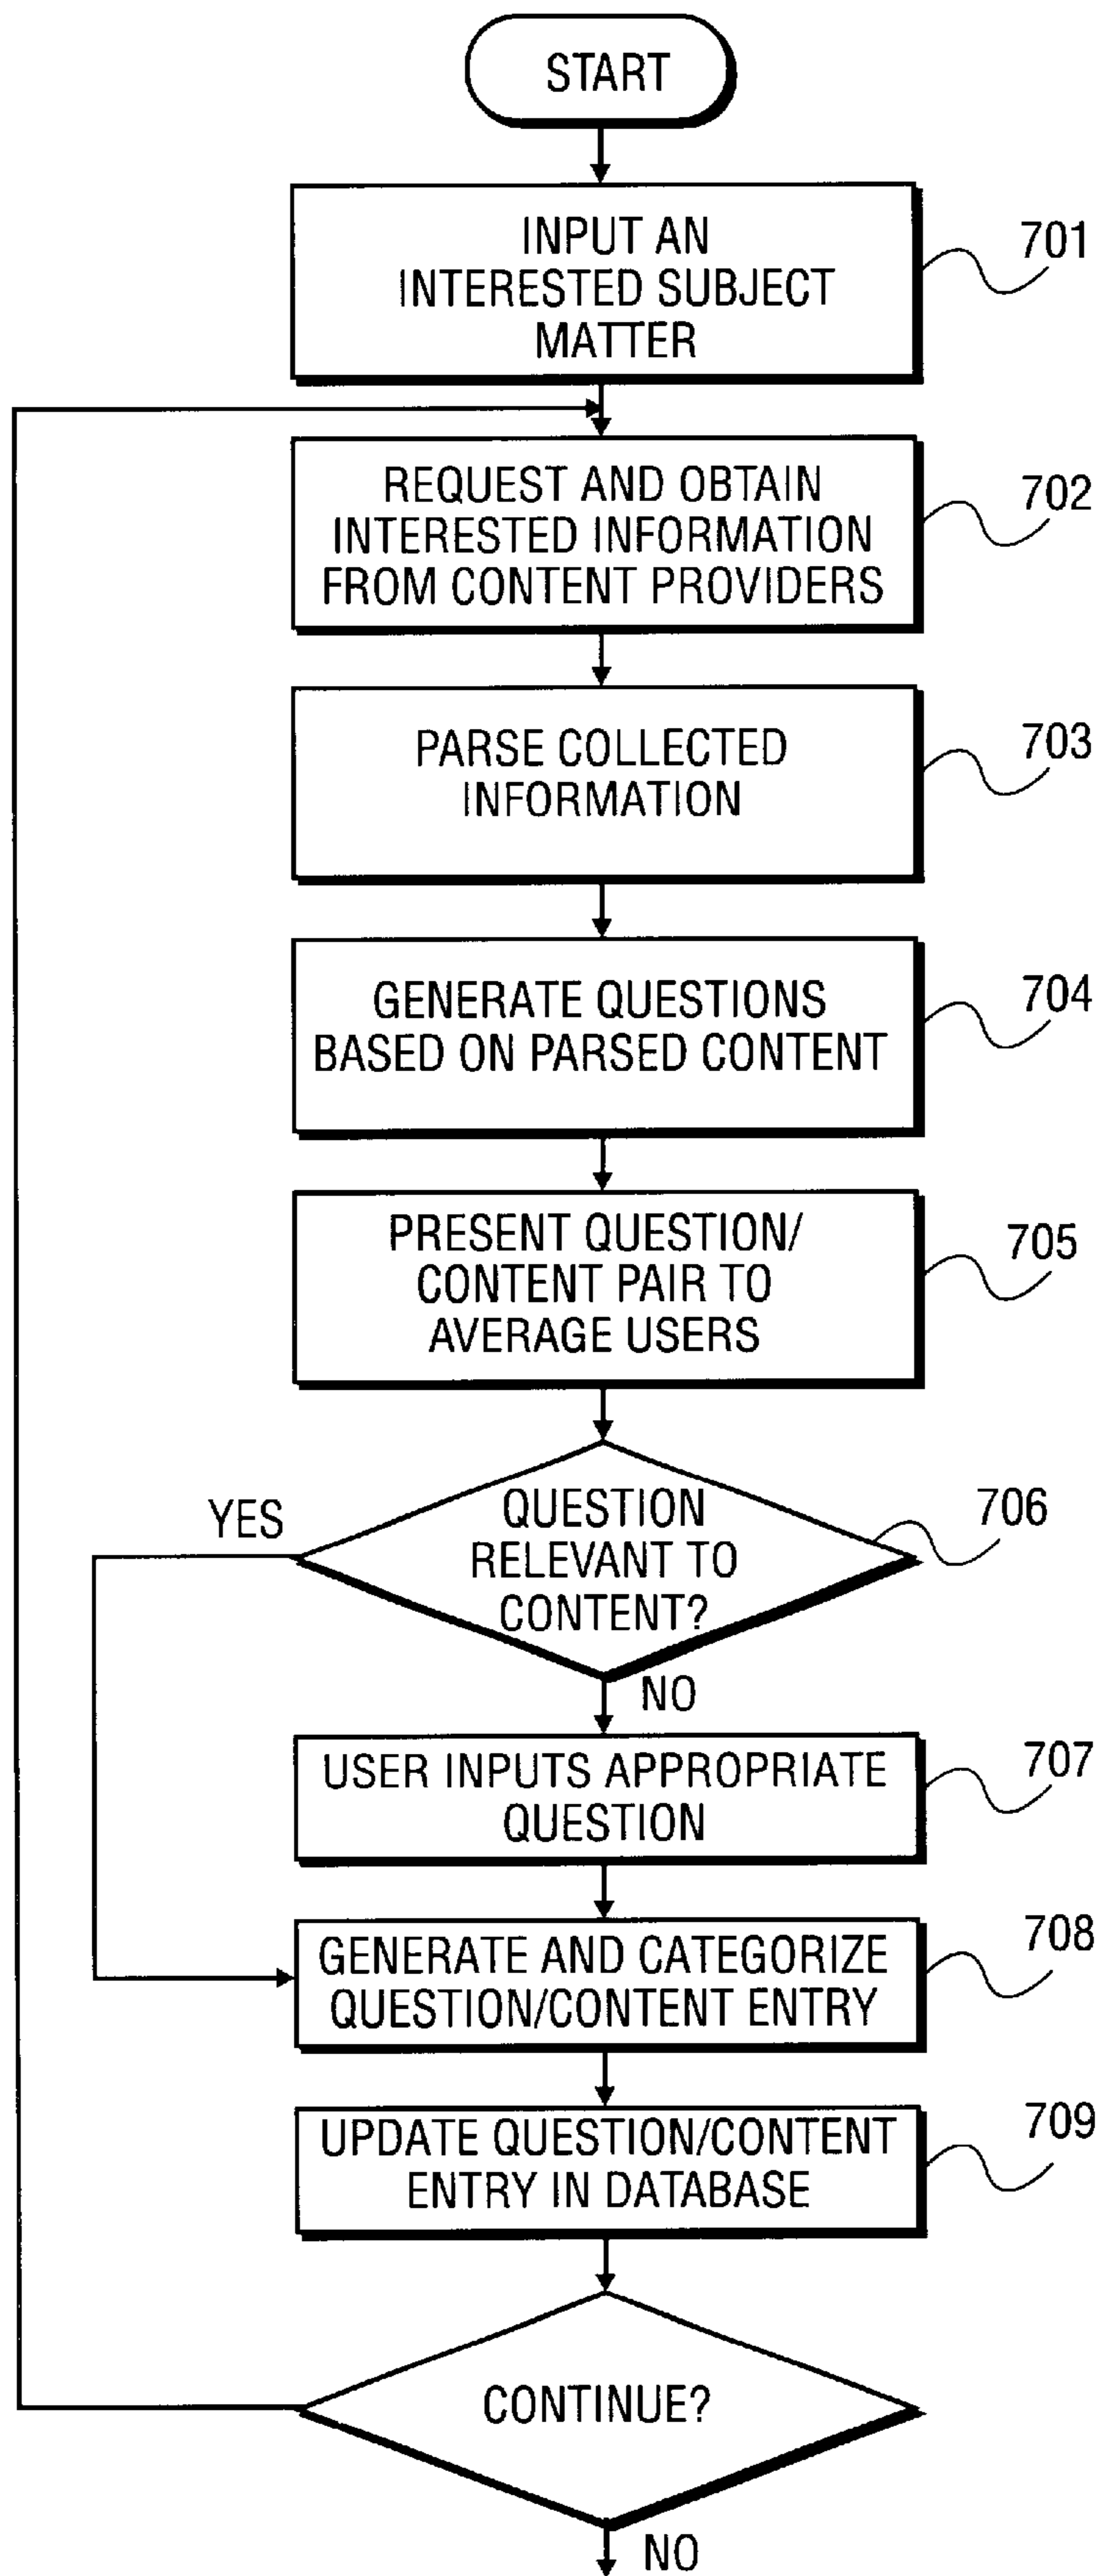 START
INPUT AN
INTERESTED SUBJECT
MATTER
701
REQUEST AND OBTAIN
INTERESTED INFORMATION
FROM CONTENT PROVIDERS
702
PARSE COLLECTED
INFORMATION
703
GENERATE QUESTIONS
BASED ON PARSED CONTENT
704
PRESENT QUESTION/
CONTENT PAIR TO
AVERAGE USERS
705
YES
QUESTION
RELEVANT TO
CONTENT?
706
NO
USER INPUTS APPROPRIATE
QUESTION
707
GENERATE AND CATEGORIZE
QUESTION/CONTENT ENTRY
708
UPDATE QUESTION/CONTENT
ENTRY IN DATABASE
709
CONTINUE?
NO